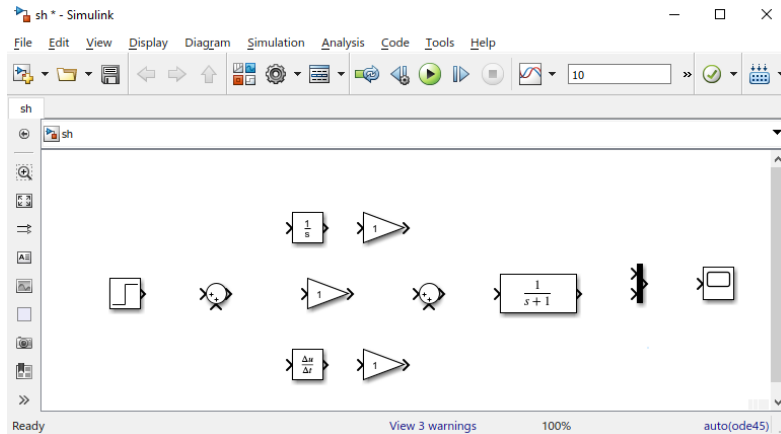 sh * - Simulink
File Edit View Display Diagram Simulation Analysis Code Tools Help
10
»
sh
sh
1
s
1
1
1
s + 1
Δu
Δt
1
Ready View 3 warnings 100% auto(ode45)